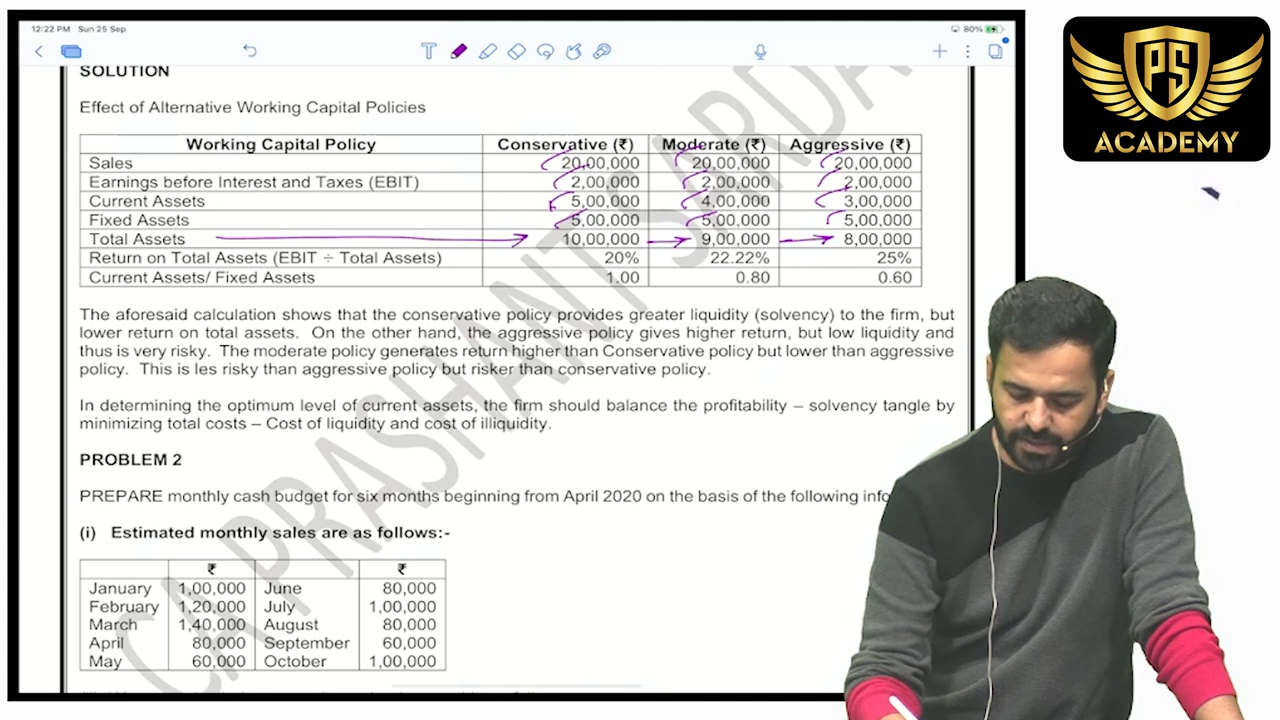 12:22 PM Sun 25 Sep
80%
T
SOLUTION
Effect of Alternative Working Capital Policies
Working Capital Policy Conservative (₹) Moderate (₹) Aggressive (₹)
Sales 20,00,000 20,00,000 20,00,000
Earnings before Interest and Taxes (EBIT) 2,00,000 2,00,000 2,00,000
Current Assets 5,00,000 4,00,000 3,00,000
Fixed Assets 5,00,000 5,00,000 5,00,000
Total Assets 10,00,000 9,00,000 8,00,000
Return on Total Assets (EBIT ÷ Total Assets) 20% 22.22% 25%
Current Assets/ Fixed Assets 1.00 0.80 0.60
The aforesaid calculation shows that the conservative policy provides greater liquidity (solvency) to the firm, but
lower return on total assets. On the other hand, the aggressive policy gives higher return, but low liquidity and
thus is very risky. The moderate policy generates return higher than Conservative policy but lower than aggressive
policy. This is les risky than aggressive policy but risker than conservative policy.
In determining the optimum level of current assets, the firm should balance the profitability – solvency tangle by
minimizing total costs – Cost of liquidity and cost of illiquidity.
PROBLEM 2
PREPARE monthly cash budget for six months beginning from April 2020 on the basis of the following info
(i) Estimated monthly sales are as follows:-
₹ ₹
January 1,00,000 June 80,000
February 1,20,000 July 1,00,000
March 1,40,000 August 80,000
April 80,000 September 60,000
May 60,000 October 1,00,000
CA PRASHANT SARDA
PS
ACADEMY